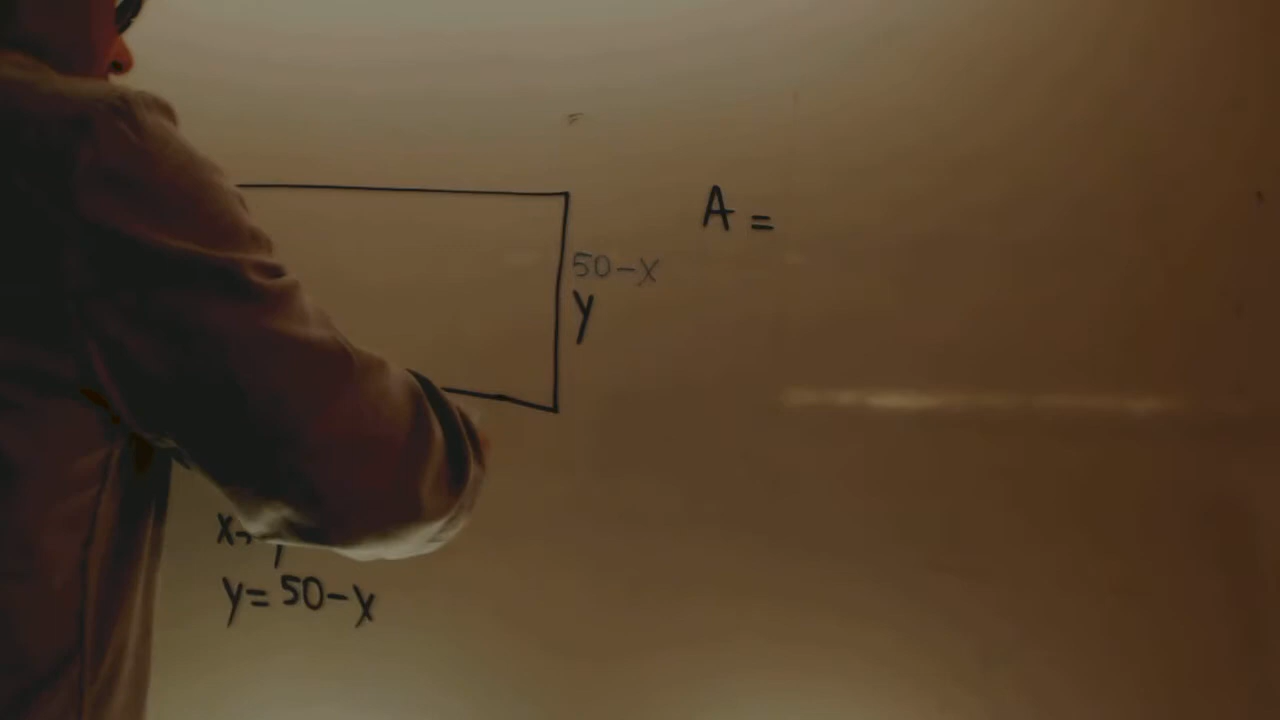 A =
50-x
y
y= 50-x